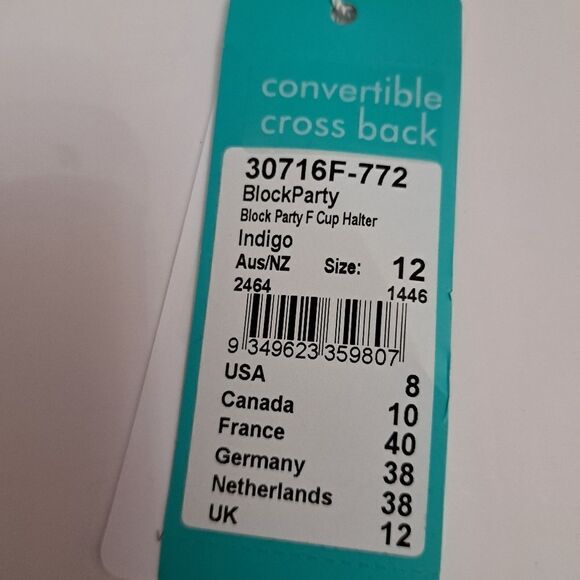 convertible
cross back
30716F-772
BlockParty
Block Party F Cup Halter
Indigo
Aus/NZ Size: 12
2464 1446
9 349623 359807
USA 8
Canada 10
France 40
Germany 38
Netherlands 38
UK 12